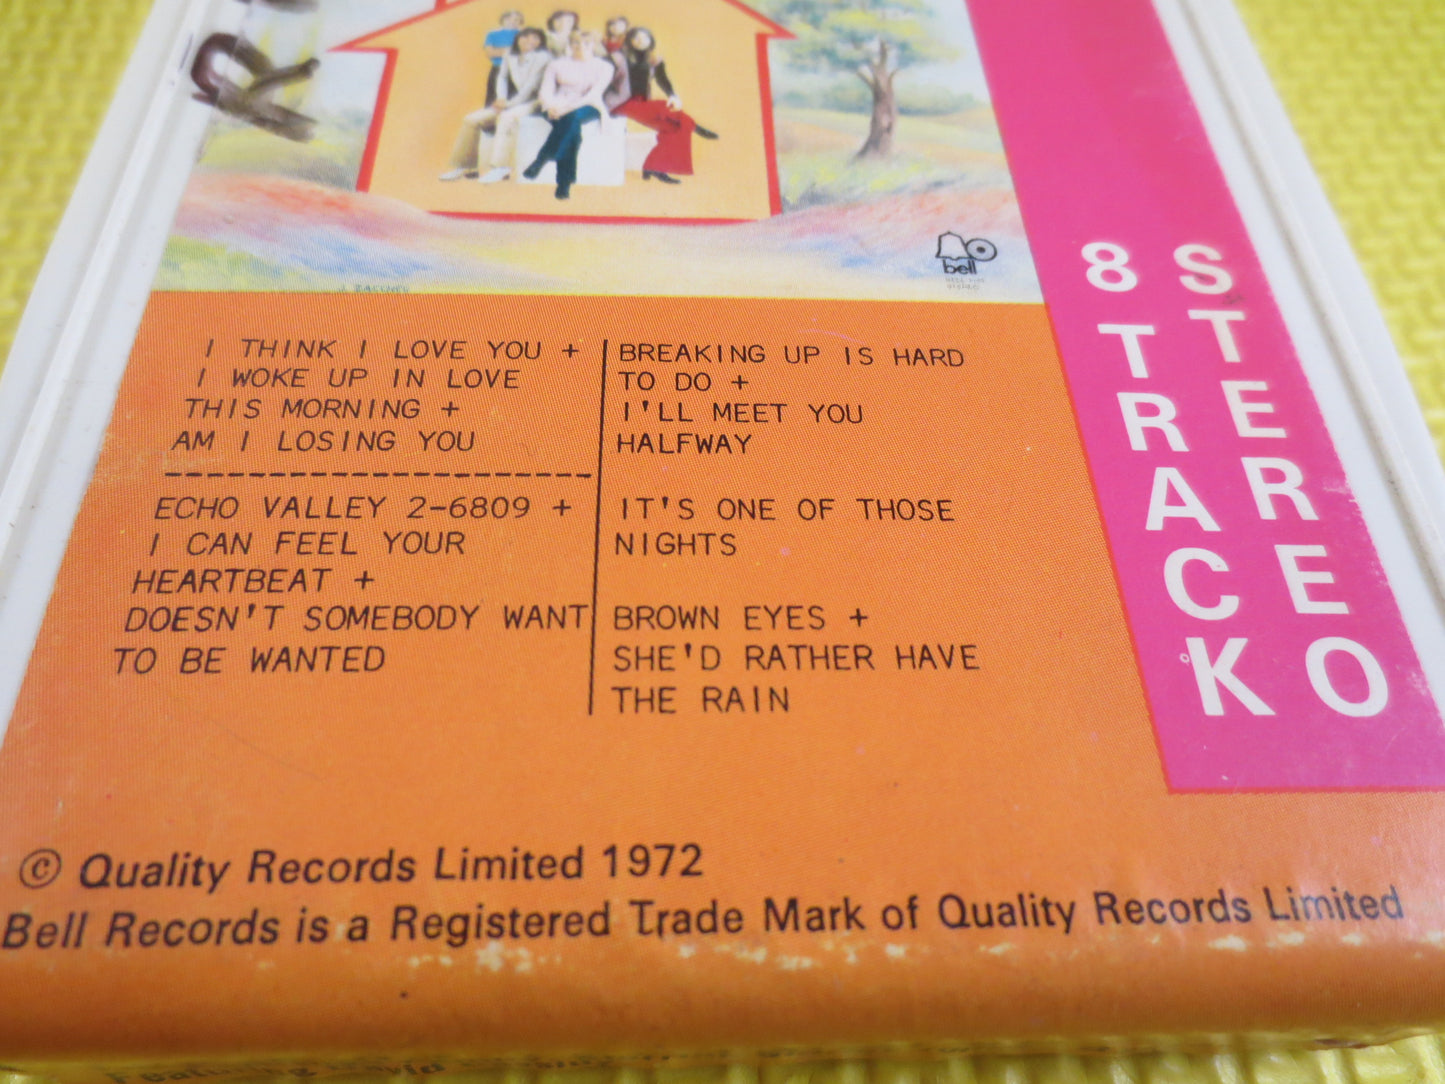 bell
8 TRACK
STEREO
I THINK I LOVE YOU +
I WOKE UP IN LOVE
THIS MORNING +
AM I LOSING YOU
ECHO VALLEY 2-6809 +
I CAN FEEL YOUR
HEARTBEAT +
DOESN'T SOMEBODY WANT
TO BE WANTED
BREAKING UP IS HARD
TO DO +
I'LL MEET YOU
HALFWAY
IT'S ONE OF THOSE
NIGHTS
BROWN EYES +
SHE'D RATHER HAVE
THE RAIN
© Quality Records Limited 1972
Bell Records is a Registered Trade Mark of Quality Records Limited
Featuring